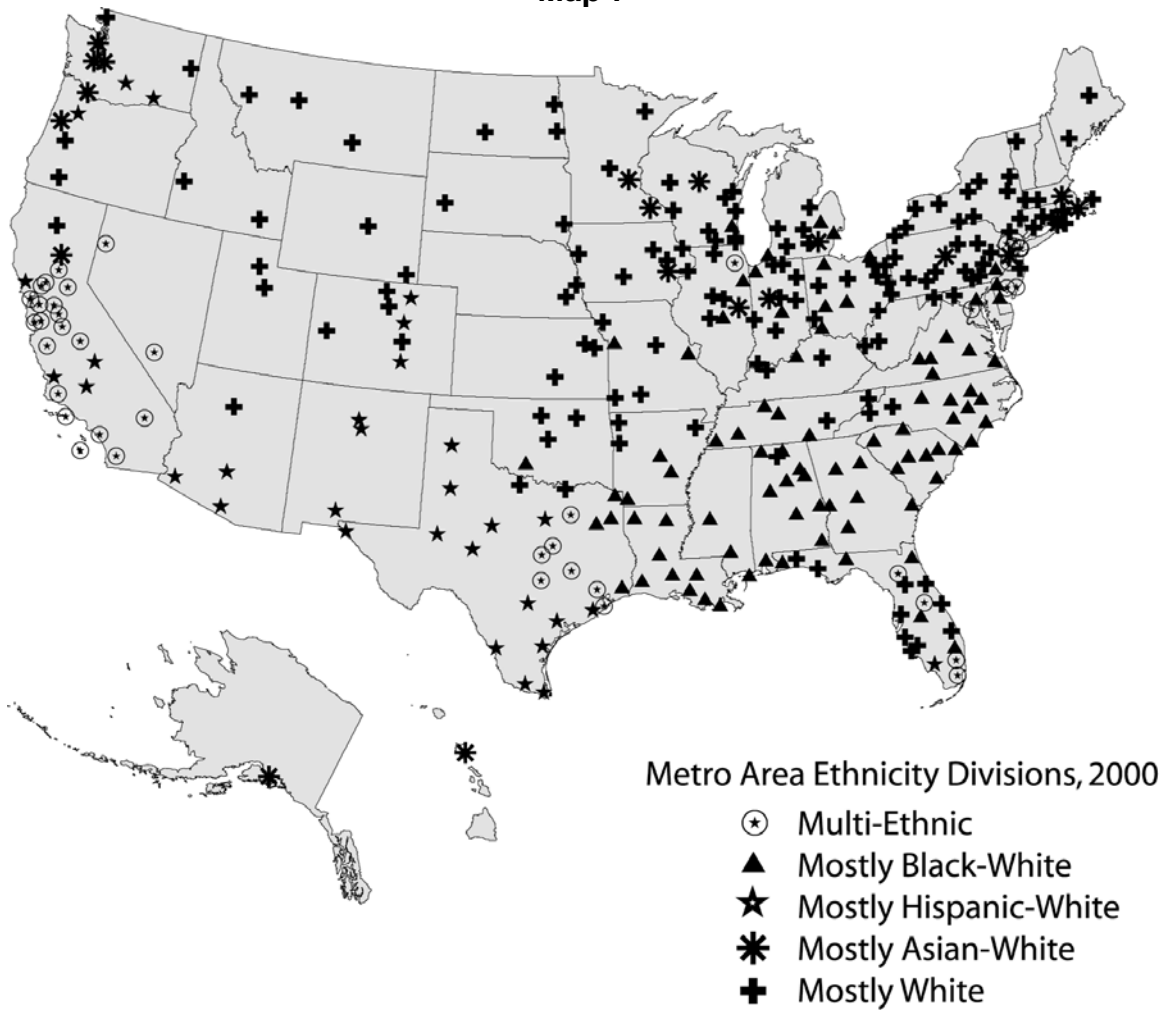 Metro Area Ethnicity Divisions, 2000
Multi-Ethnic
Mostly Black-White
Mostly Hispanic-White
Mostly Asian-White
Mostly White